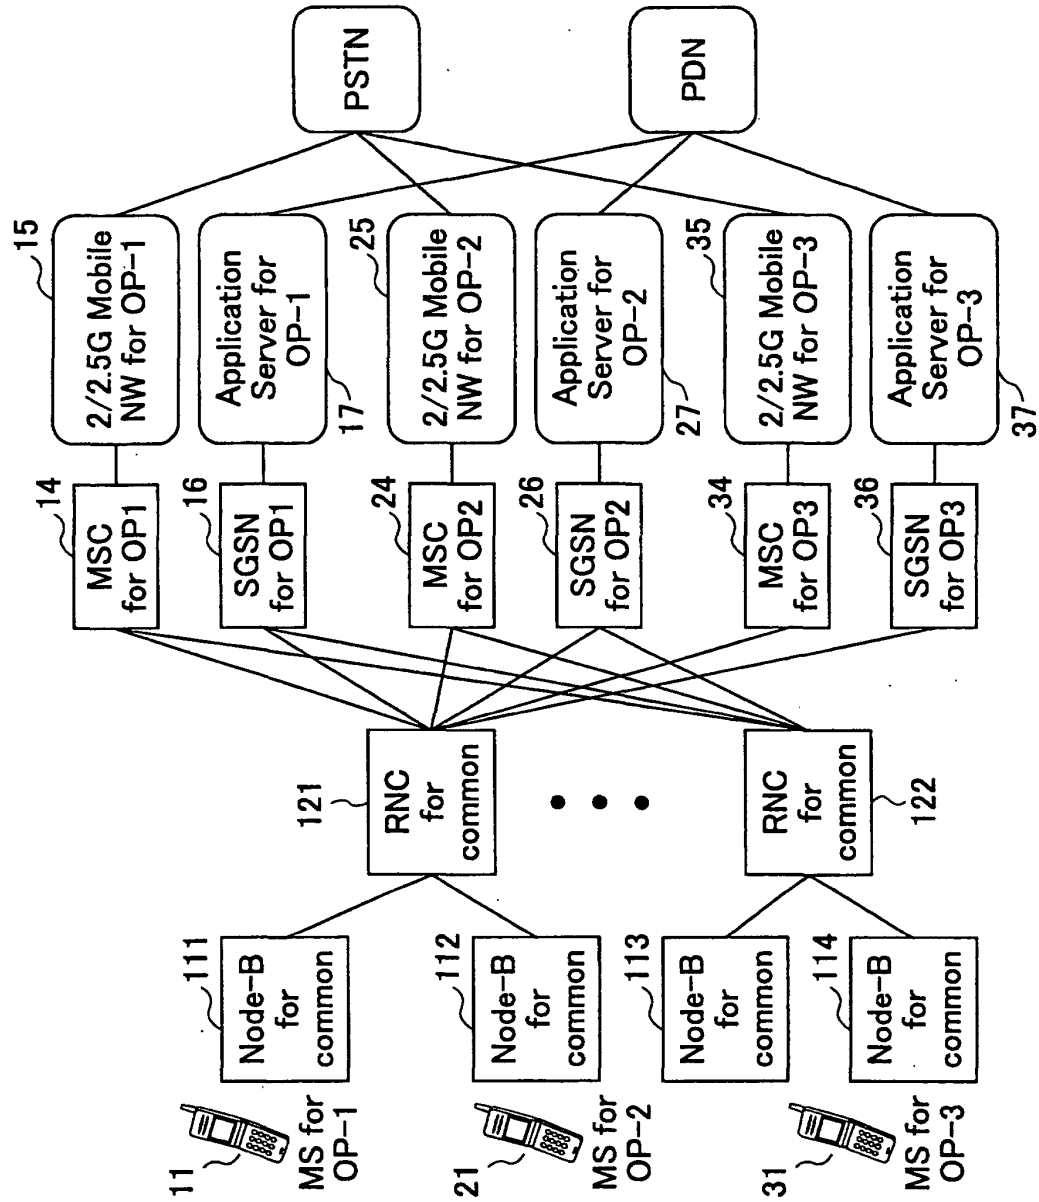 PSTN
PDN
15
2/2.5G Mobile
NW for OP-1
Application
Server for
OP-1
17
25
2/2.5G Mobile
NW for OP-2
Application
Server for
OP-2
27
35
2/2.5G Mobile
NW for OP-3
Application
Server for
OP-3
37
14
MSC
for OP1
16
SGSN
for OP1
24
MSC
for OP2
26
SGSN
for OP2
34
MSC
for OP3
36
SGSN
for OP3
121
RNC
for
common
RNC
for
common
122
111
Node-B
for
common
112
Node-B
for
common
113
Node-B
for
common
114
Node-B
for
common
11
MS for
OP-1
21
MS for
OP-2
31
MS for
OP-3